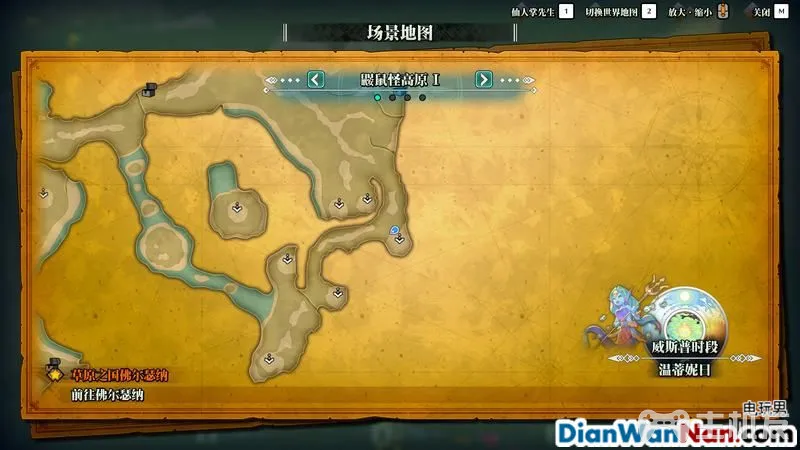 仙人掌先生 1 切换世界地图 2 放大·缩小 关闭 M
场景地图
鼹鼠怪高原 I
威斯普时段
温蒂妮日
草原之国佛尔瑟纳
前往佛尔瑟纳
电玩男
DianWanNan.com